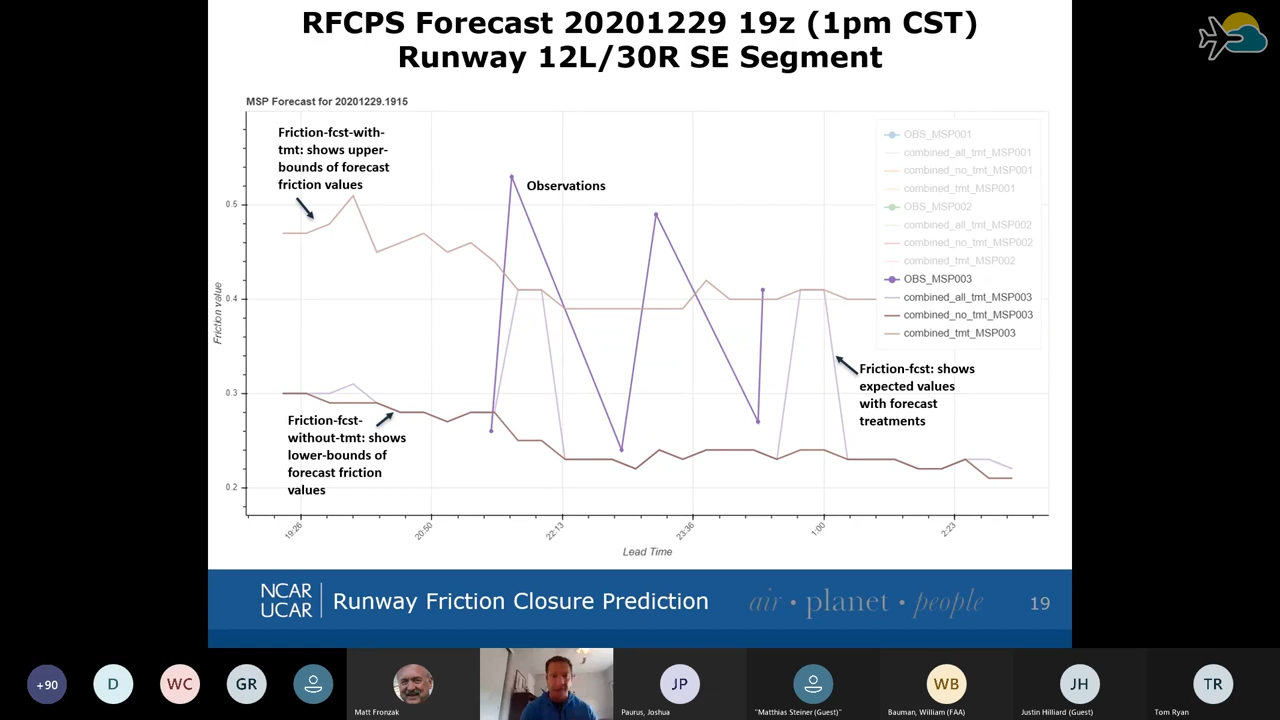 RFCPS Forecast 20201229 19z (1pm CST)
Runway 12L/30R SE Segment
MSP Forecast for 20201229.1915
Friction-fcst-with-
tmt: shows upper-
bounds of forecast
friction values
Observations
OBS_MSP001
combined_all_tmt_MSP001
combined_no_tmt_MSP001
combined_tmt_MSP001
OBS_MSP002
combined_all_tmt_MSP002
combined_no_tmt_MSP002
combined_tmt_MSP002
OBS_MSP003
combined_all_tmt_MSP003
combined_no_tmt_MSP003
combined_tmt_MSP003
Friction value
0.5
0.4
0.3
0.2
Friction-fcst: shows
expected values
with forecast
treatments
Friction-fcst-
without-tmt: shows
lower-bounds of
forecast friction
values
19:26
20:50
22:13
23:36
1:00
2:23
Lead Time
NCAR
UCAR
Runway Friction Closure Prediction
air • planet • people
19
+90
D
WC
GR
Matt Fronzak
JP
Paurus, Joshua
"Matthias Steiner (Guest)"
WB
Bauman, William (FAA)
JH
Justin Hilliard (Guest)
TR
Tom Ryan